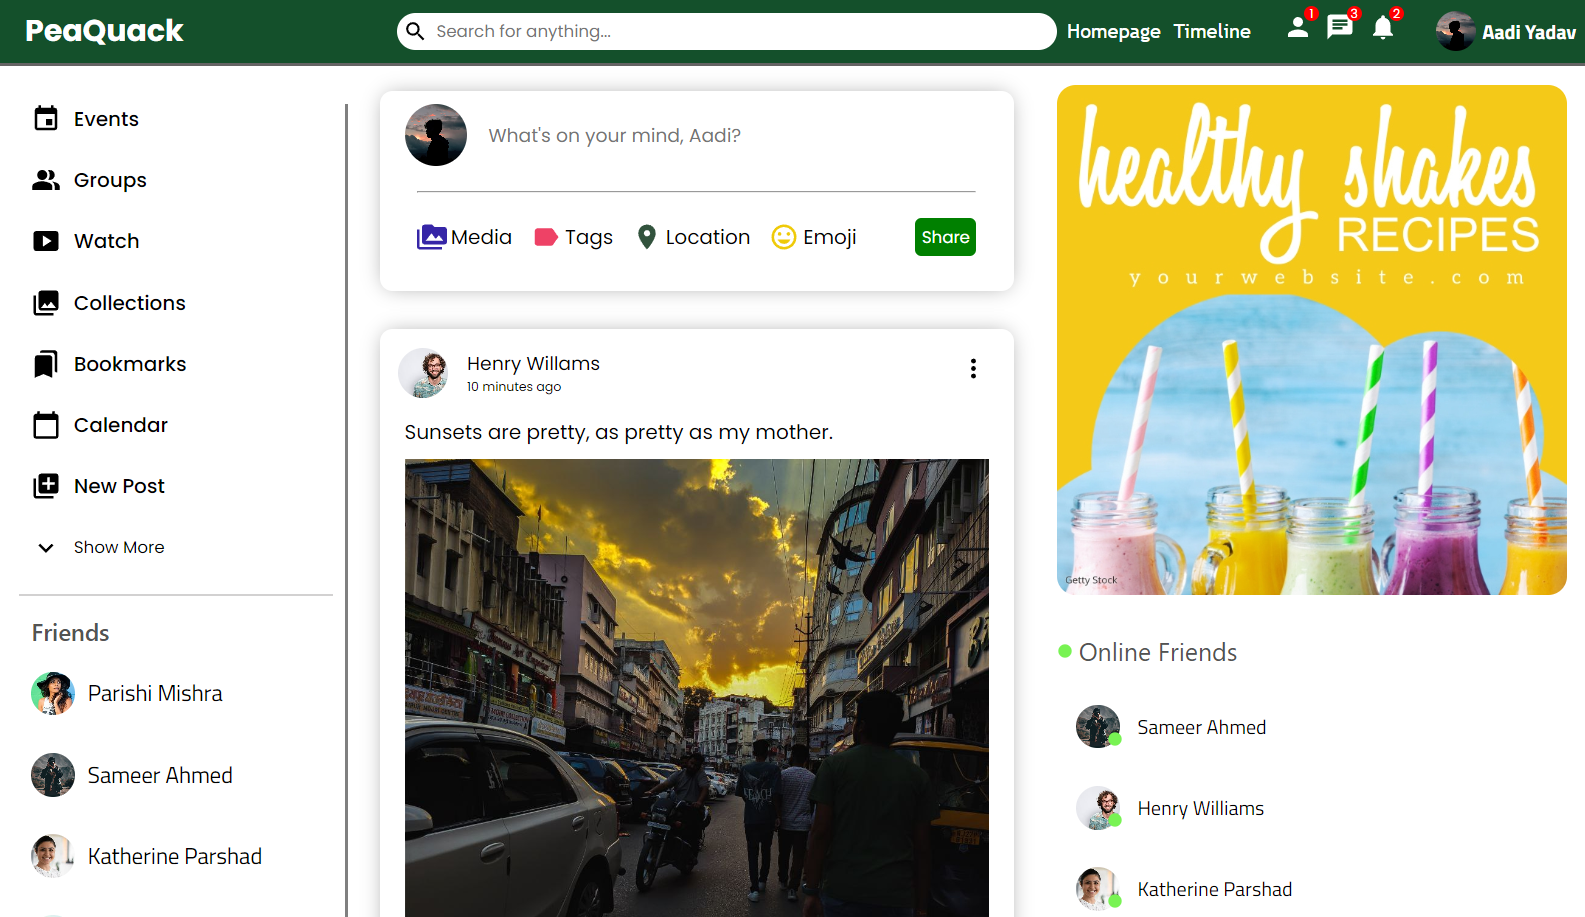 PeaQuack
Search for anything...
Homepage Timeline
1
3
2
Aadi Yadav
Events
Groups
Watch
Collections
Bookmarks
Calendar
New Post
Show More
Friends
Parishi Mishra
Sameer Ahmed
Katherine Parshad
What's on your mind, Aadi?
Media Tags Location Emoji Share
Henry Willams
10 minutes ago
Sunsets are pretty, as pretty as my mother.
healthy shakes
RECIPES
yourwebsite.com
Getty Stock
Online Friends
Sameer Ahmed
Henry Williams
Katherine Parshad